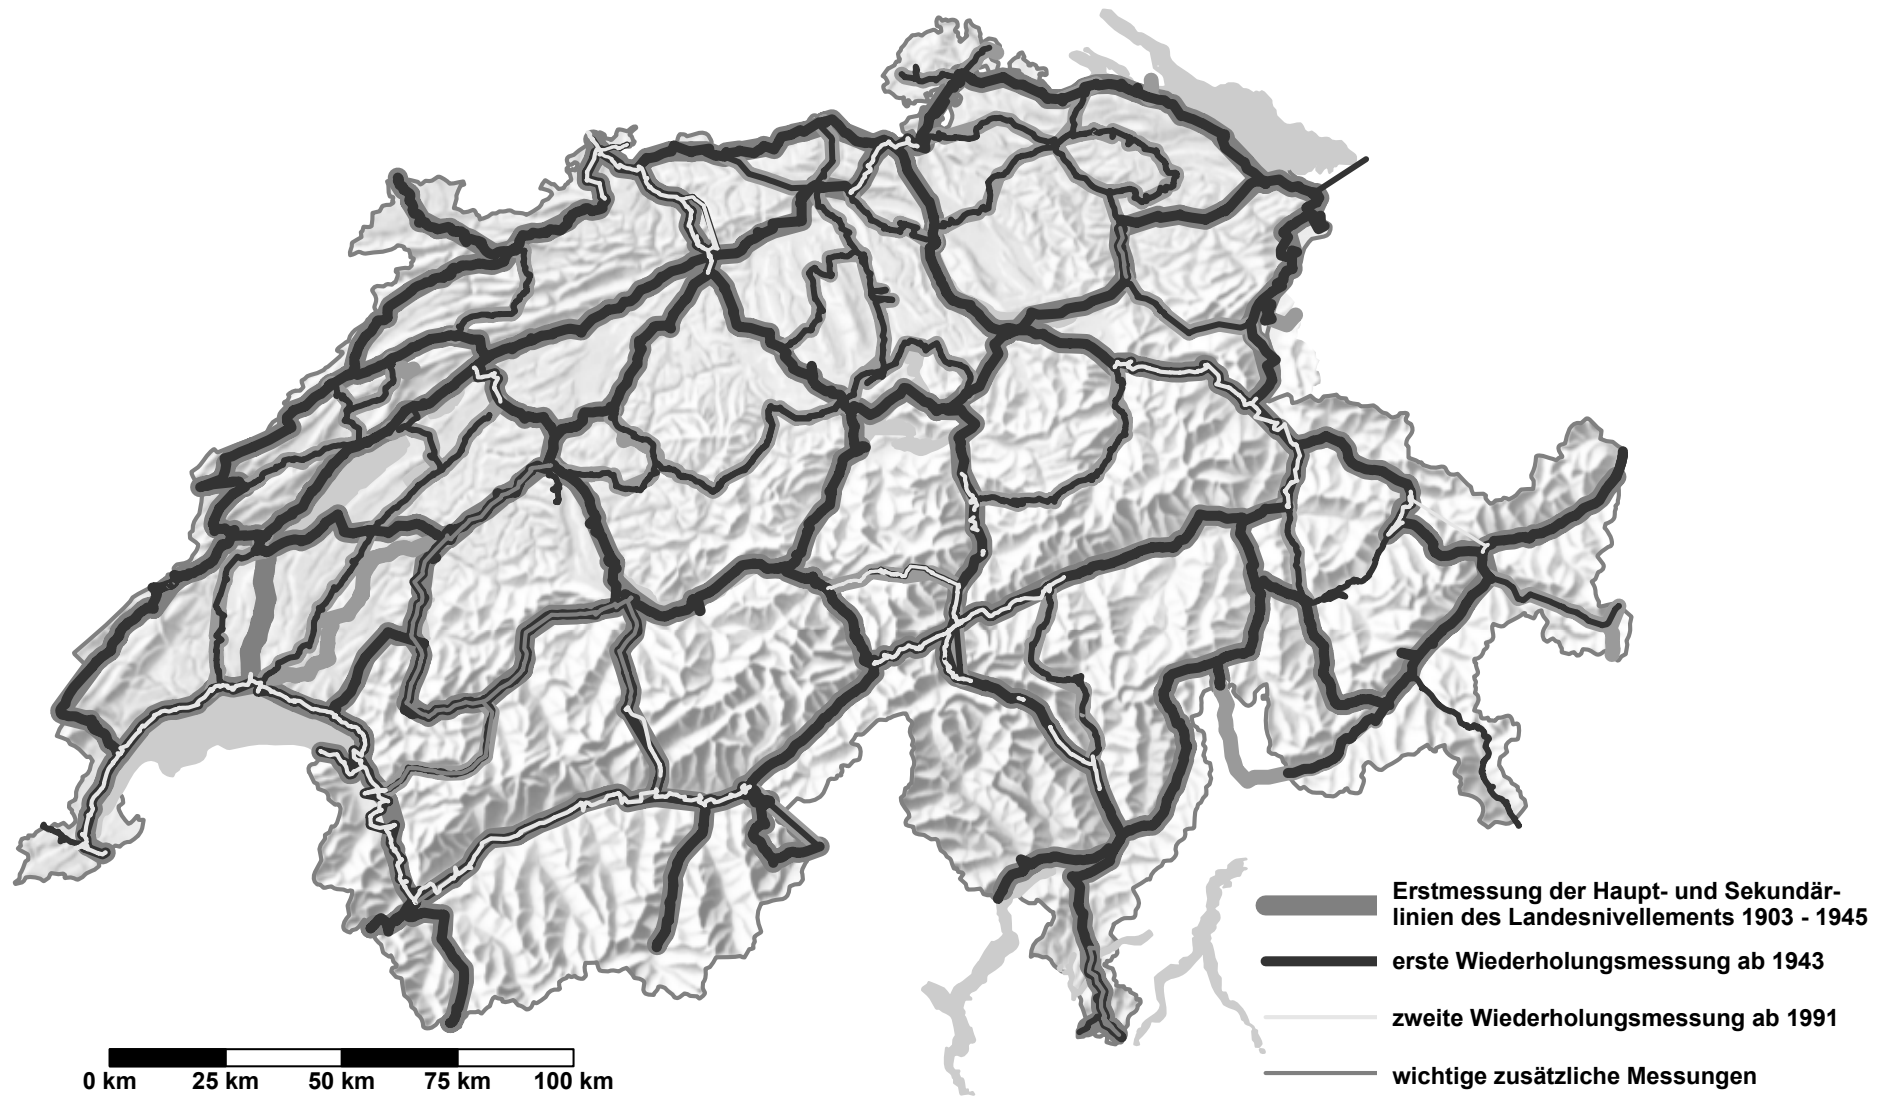 Erstmessung der Haupt- und Sekundär-
linien des Landesnivellements 1903 - 1945
erste Wiederholungsmessung ab 1943
zweite Wiederholungsmessung ab 1991
wichtige zusätzliche Messungen
0 km 25 km 50 km 75 km 100 km